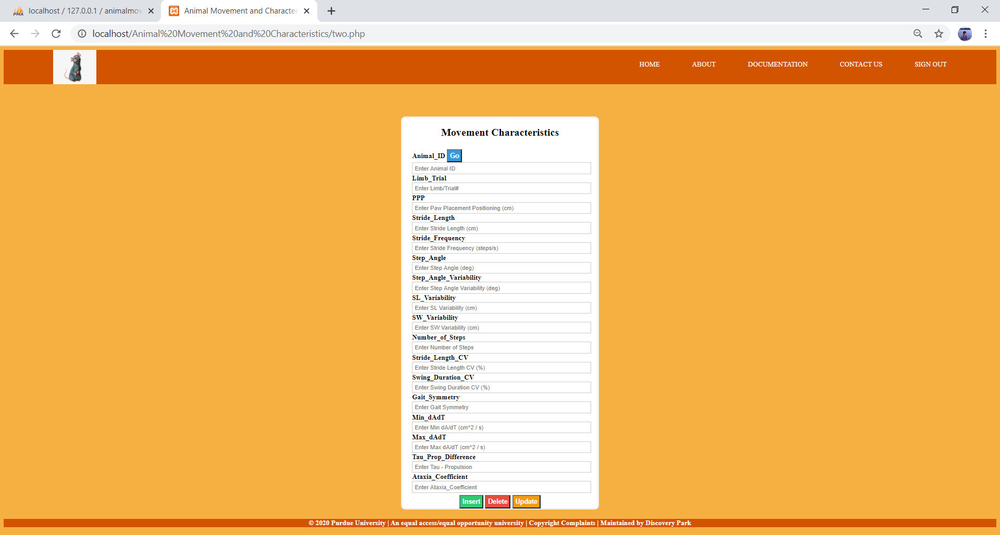 PMA localhost / 127.0.0.1 / animalmov
Animal Movement and Character
localhost/Animal%20Movement%20and%20Characteristics/two.php
HOME ABOUT DOCUMENTATION CONTACT US SIGN OUT
Movement Characteristics
Animal_ID Go
Enter Animal ID
Limb_Trial
Enter Limb/Trial#
PPP
Enter Paw Placement Positioning (cm)
Stride_Length
Enter Stride Length (cm)
Stride_Frequency
Enter Stride Frequency (steps/s)
Step_Angle
Enter Step Angle (deg)
Step_Angle_Variability
Enter Step Angle Variability (deg)
SL_Variability
Enter SL Variability (cm)
SW_Variability
Enter SW Variability (cm)
Number_of_Steps
Enter Number of Steps
Stride_Length_CV
Enter Stride Length CV (%)
Swing_Duration_CV
Enter Swing Duration CV (%)
Gait_Symmetry
Enter Gait Symmetry
Min_dAdT
Enter Min dA/dT (cm^2 / s)
Max_dAdT
Enter Max dA/dT (cm^2 / s)
Tau_Prop_Difference
Enter Tau - Propulsion
Ataxia_Coefficient
Enter Ataxia_Coefficient
Insert Delete Update
© 2020 Purdue University | An equal access/equal opportunity university | Copyright Complaints | Maintained by Discovery Park